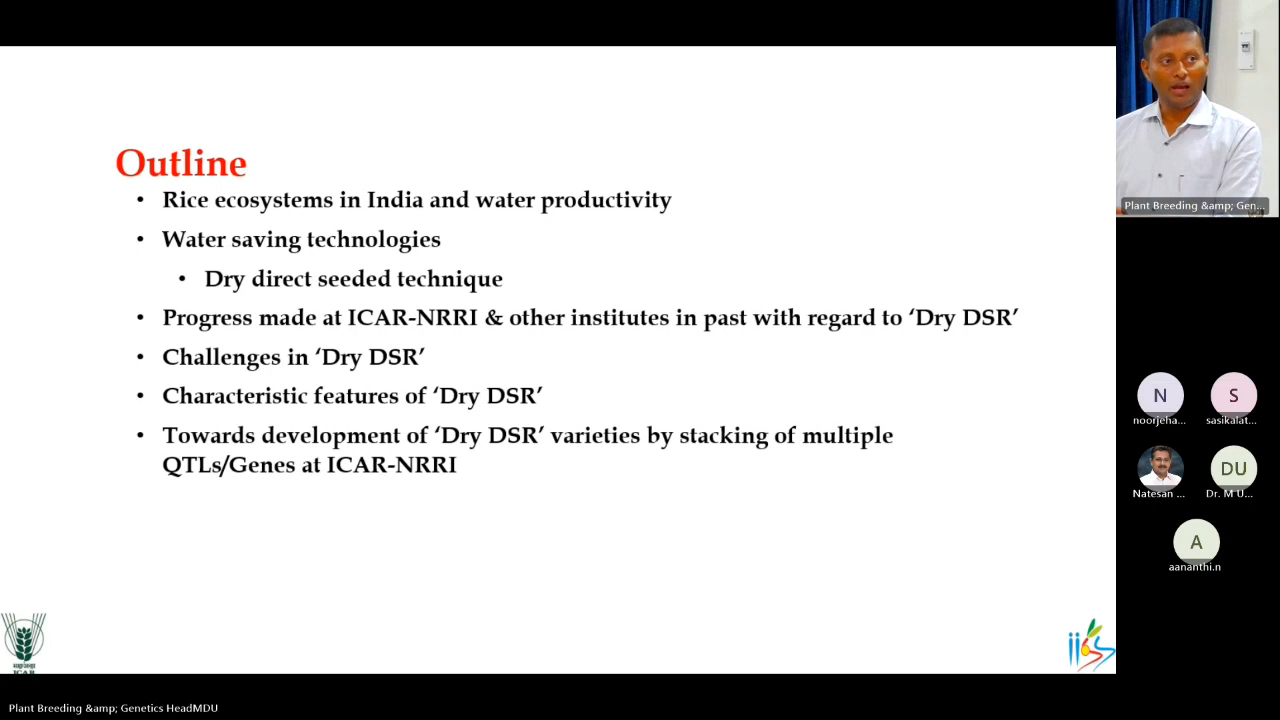 Outline
• Rice ecosystems in India and water productivity
• Water saving technologies
• Dry direct seeded technique
• Progress made at ICAR-NRRI & other institutes in past with regard to ‘Dry DSR’
• Challenges in ‘Dry DSR’
• Characteristic features of ‘Dry DSR’
• Towards development of ‘Dry DSR’ varieties by stacking of multiple
QTLs/Genes at ICAR-NRRI
ICAR
Plant Breeding &amp; Gen...
N
noorjeha...
S
sasikalat...
Natesan ...
DU
Dr. M U...
A
aananthi.n
Plant Breeding &amp; Genetics HeadMDU